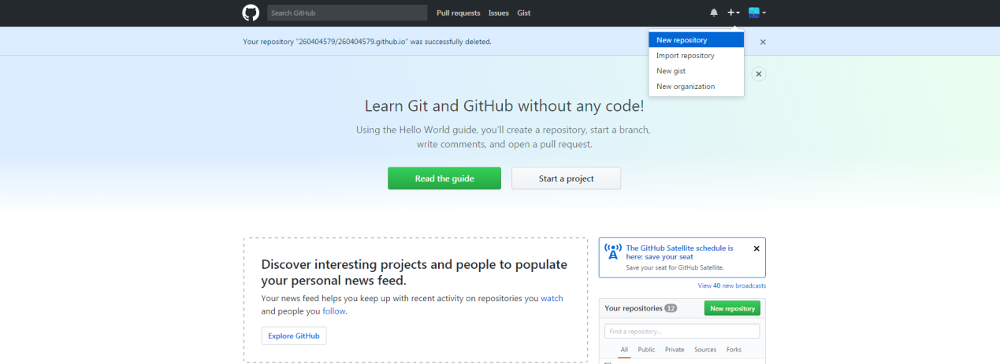 Search GitHub
Pull requests
Issues
Gist
Your repository "260404579/260404579.github.io" was successfully deleted.
New repository
Import repository
New gist
New organization
Learn Git and GitHub without any code!
Using the Hello World guide, you'll create a repository, start a branch,
write comments, and open a pull request.
Read the guide
Start a project
Discover interesting projects and people to populate
your personal news feed.
Your news feed helps you keep up with recent activity on repositories you watch
and people you follow.
Explore GitHub
The GitHub Satellite schedule is
here: save your seat
Save your seat for GitHub Satellite.
View 40 new broadcasts
Your repositories 12
New repository
Find a repository...
All
Public
Private
Sources
Forks